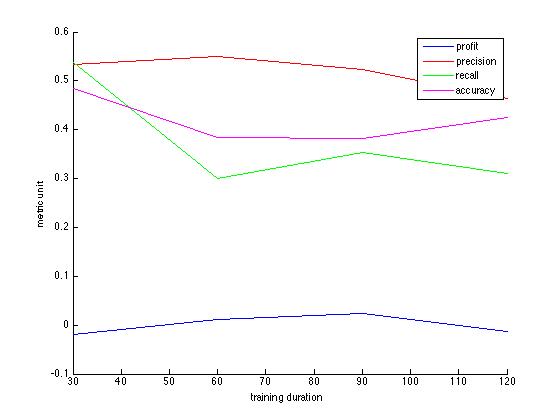 0.6
0.5
0.4
0.3
0.2
0.1
0
-0.1
metric unit
profit
precision
recall
accuracy
30 40 50 60 70 80 90 100 110 120
training duration